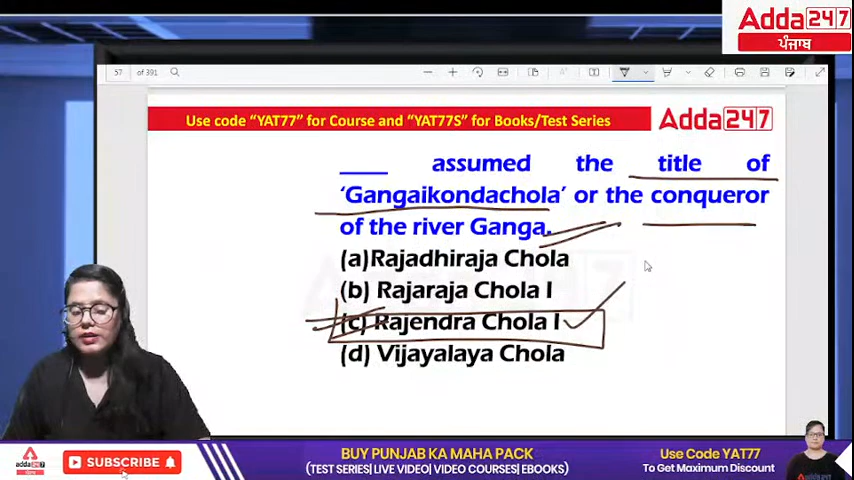 Adda247
ਪੰਜਾਬ
57 of 391
Use code "YAT77" for Course and "YAT77S" for Books/Test Series
Adda247
____ assumed the title of
'Gangaikondachola' or the conqueror
of the river Ganga.
(a)Rajadhiraja Chola
(b) Rajaraja Chola I
(c) Rajendra Chola I
(d) Vijayalaya Chola
adda247
SUBSCRIBE
BUY PUNJAB KA MAHA PACK
(TEST SERIES| LIVE VIDEO| VIDEO COURSES| EBOOKS)
Use Code YAT77
To Get Maximum Discount